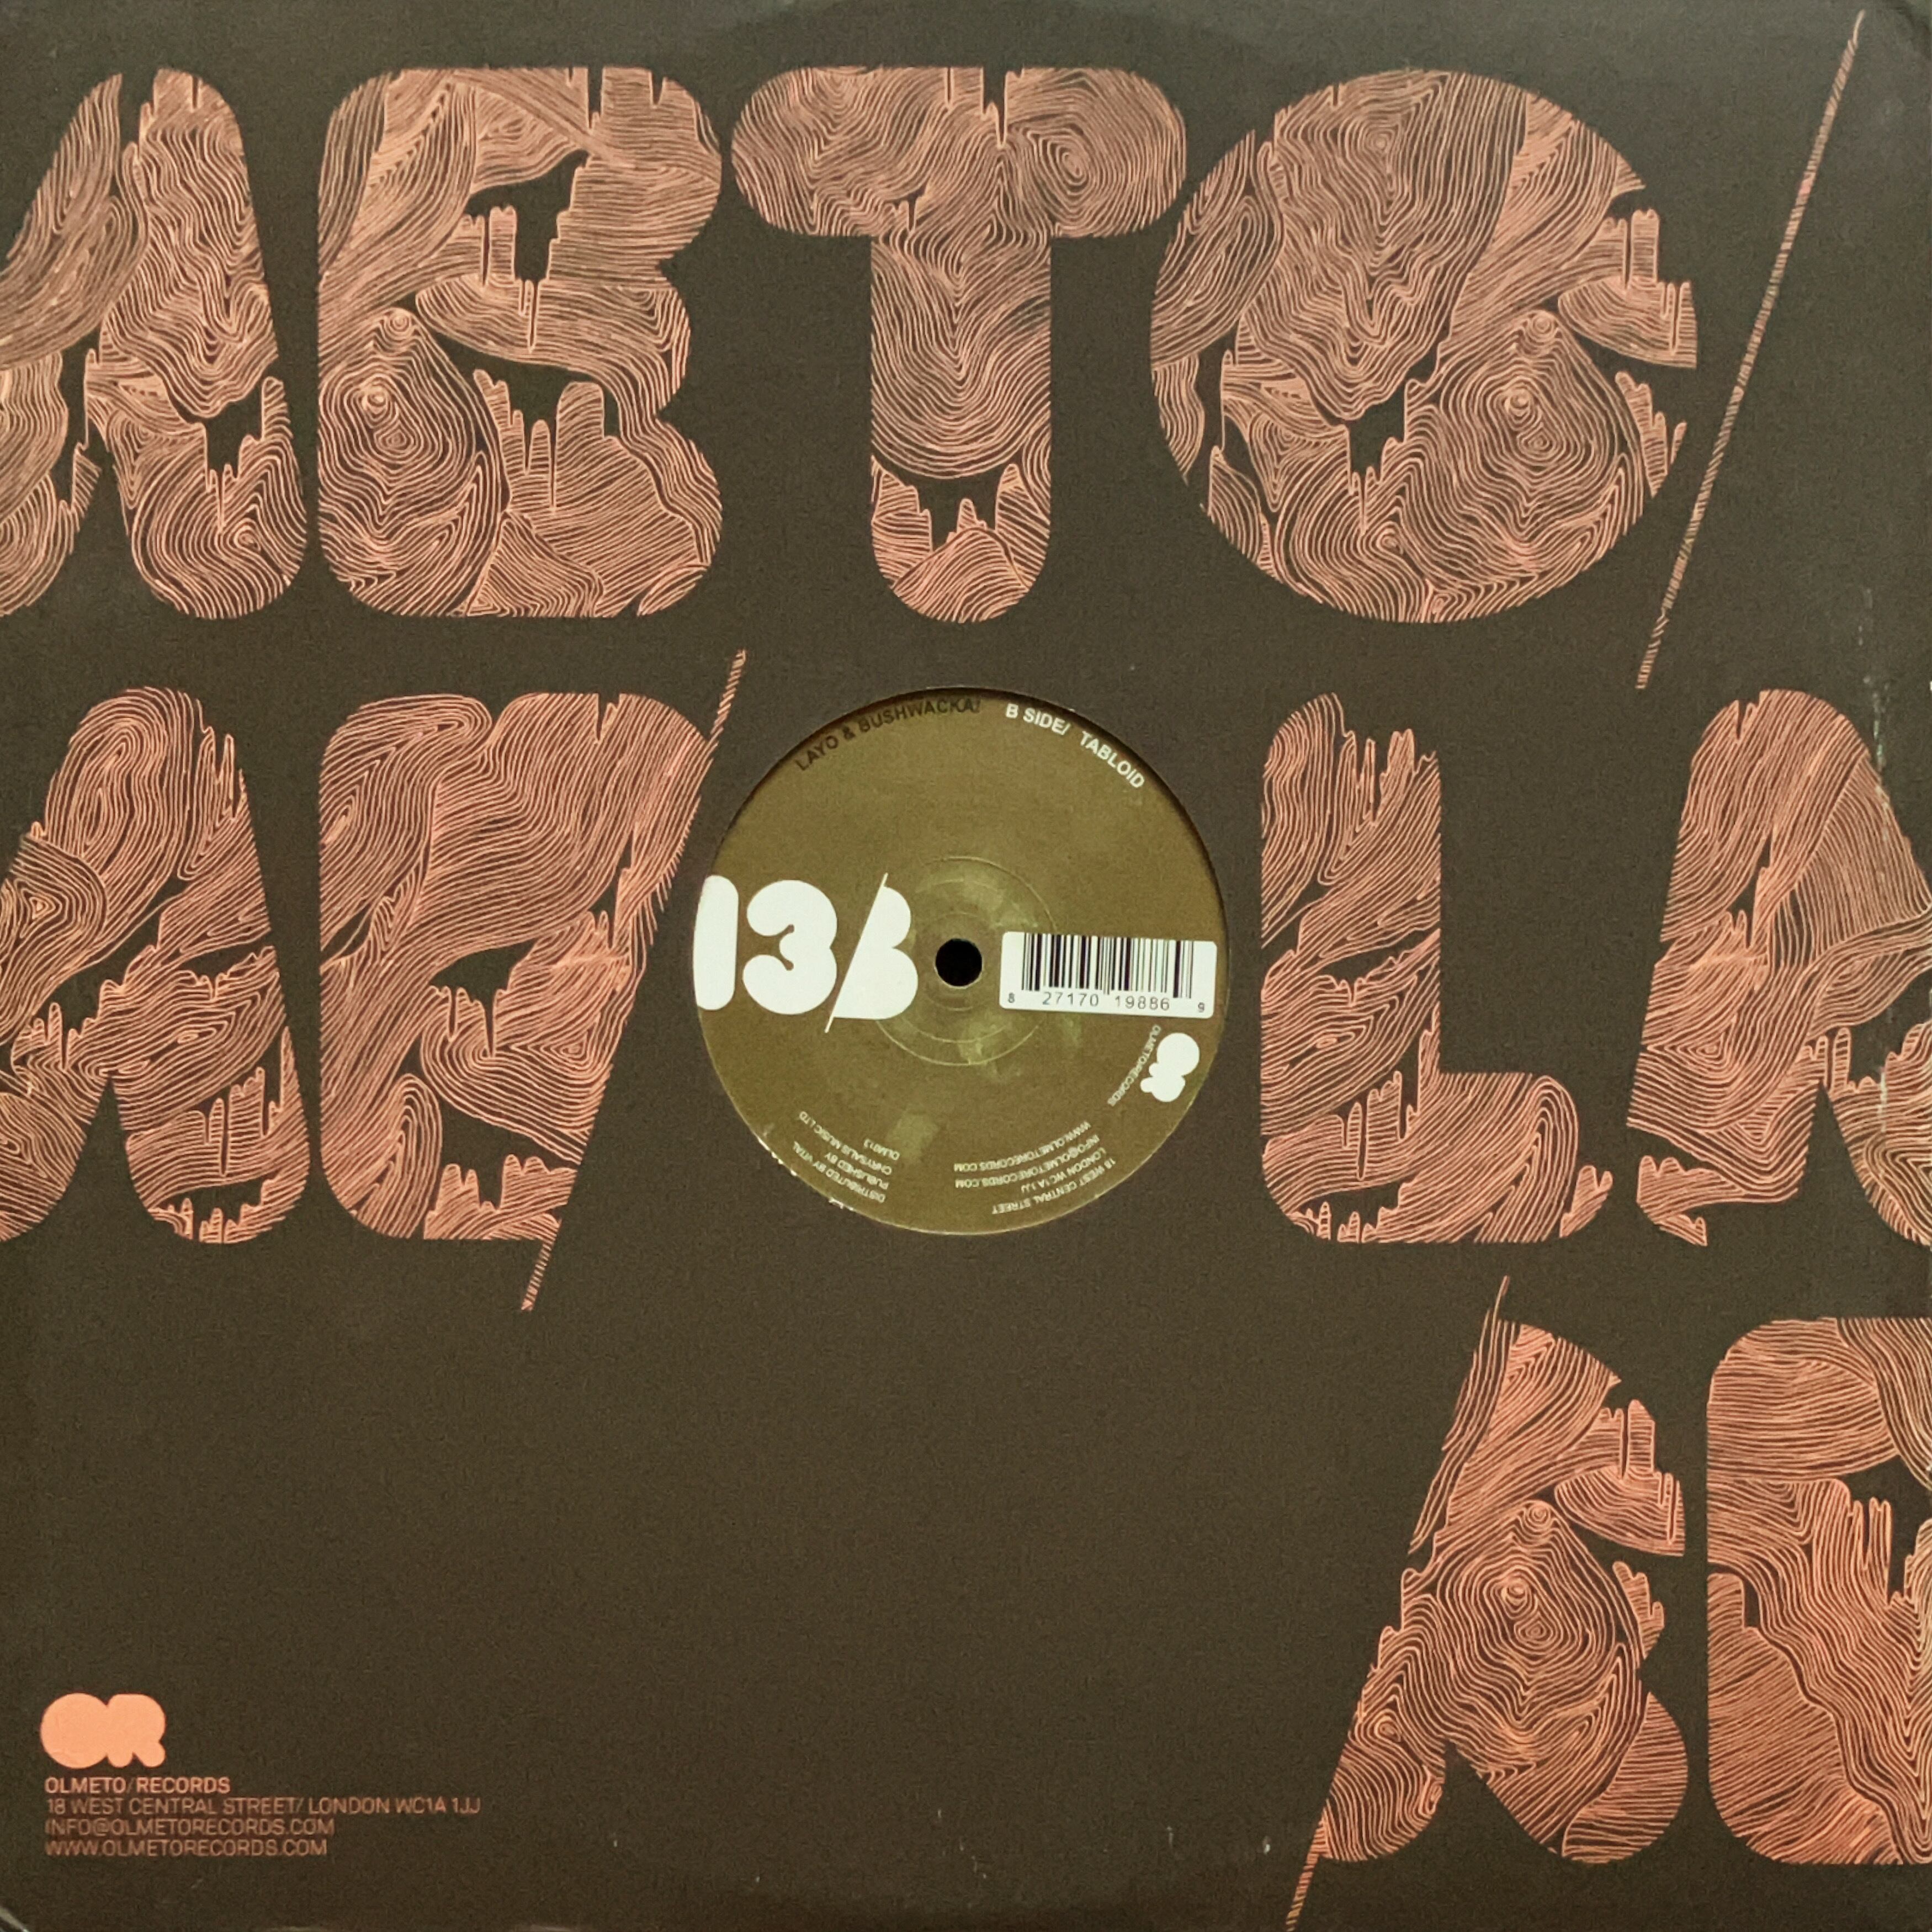 LAYO & BUSHWACKA! B SIDE/ TABLOID
13/B
8 27170 19886 9
OR
OLMETORECORDS
18 WEST CENTRAL STREET
LONDON WC1A 1JJ
INFO@OLMETORECORDS.COM
WWW.OLMETORECORDS.COM
DISTRIBUTED BY VITAL
PUBLISHED BY
CHRYSALIS MUSIC LTD
OLM013
OR
OLMETO/RECORDS
18 WEST CENTRAL STREET/ LONDON WC1A 1JJ
INFO@OLMETORECORDS.COM
WWW.OLMETORECORDS.COM